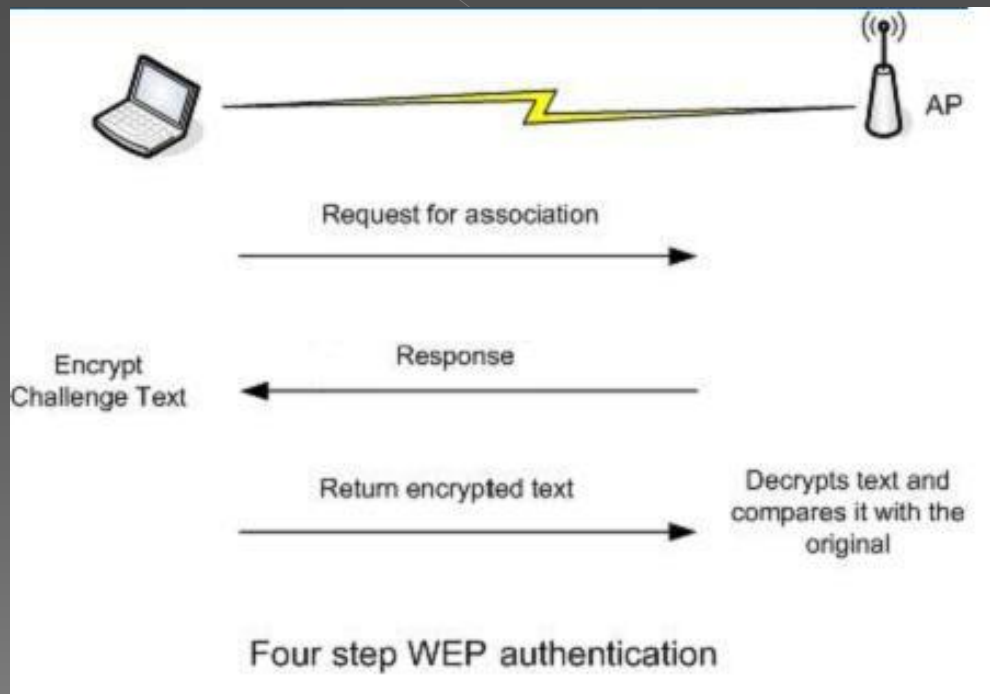 AP
Request for association
Response
Encrypt
Challenge Text
Return encrypted text
Decrypts text and
compares it with the
original
Four step WEP authentication